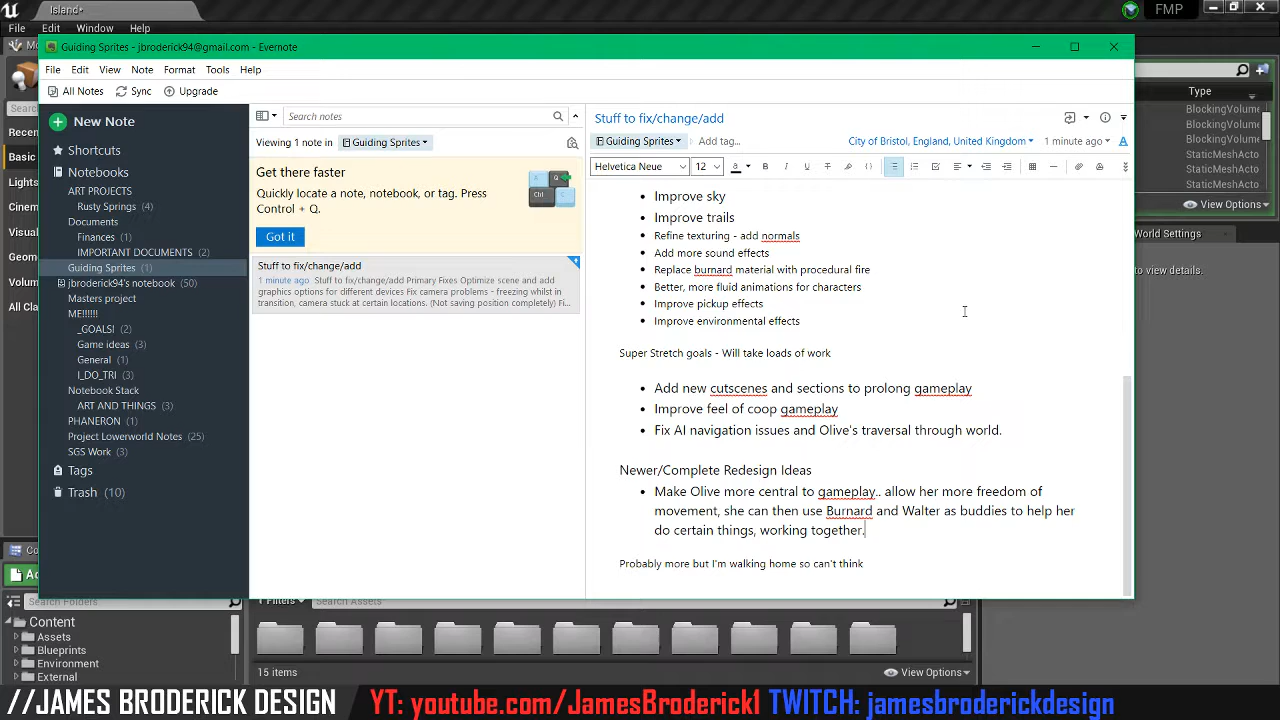 Island*
FMP
File Edit Window Help
Guiding Sprites - jbroderick94@gmail.com - Evernote
File Edit View Note Format Tools Help
All Notes Sync Upgrade
New Note
Shortcuts
Notebooks
ART PROJECTS
Rusty Springs (4)
Documents
Finances (1)
IMPORTANT DOCUMENTS (2)
Guiding Sprites (1)
jbroderick94's notebook (50)
Masters project
ME!!!!!!
_GOALS! (2)
Game ideas (3)
General (1)
I_DO_TRI (3)
Notebook Stack
ART AND THINGS (3)
PHANERON (1)
Project Lowerworld Notes (25)
SGS Work (3)
Tags
Trash (10)
Search notes
Viewing 1 note in Guiding Sprites
Get there faster
Quickly locate a note, notebook, or tag. Press
Control + Q.
Got it
Ctrl
Stuff to fix/change/add
1 minute ago Stuff to fix/change/add Primary Fixes Optimize scene and add
graphics options for different devices Fix camera problems - freezing whilst in
transition, camera stuck at certain locations. (Not saving position completely) Fi...
Stuff to fix/change/add
Guiding Sprites Add tag... City of Bristol, England, United Kingdom 1 minute ago
Helvetica Neue 12 a B I U T
• Improve sky
• Improve trails
• Refine texturing - add normals
• Add more sound effects
• Replace burnard material with procedural fire
• Better, more fluid animations for characters
• Improve pickup effects
• Improve environmental effects
Super Stretch goals - Will take loads of work
• Add new cutscenes and sections to prolong gameplay
• Improve feel of coop gameplay
• Fix AI navigation issues and Olive's traversal through world.
Newer/Complete Redesign Ideas
• Make Olive more central to gameplay.. allow her more freedom of
movement, she can then use Burnard and Walter as buddies to help her
do certain things, working together.
Probably more but I'm walking home so can't think
Recen
Basic
Lights
Cinem
Visua
Geom
All Cla
Type
BlockingVolume
BlockingVolume
BlockingVolume
StaticMeshActo
StaticMeshActo
StaticMeshActo
View Options
World Settings
to view details.
Co
Ad
Search Folders
Content
Assets
Blueprints
Environment
External
Filters Search Assets
15 items
View Options
//JAMES BRODERICK DESIGN YT: youtube.com/JamesBroderick1 TWITCH: jamesbroderickdesign